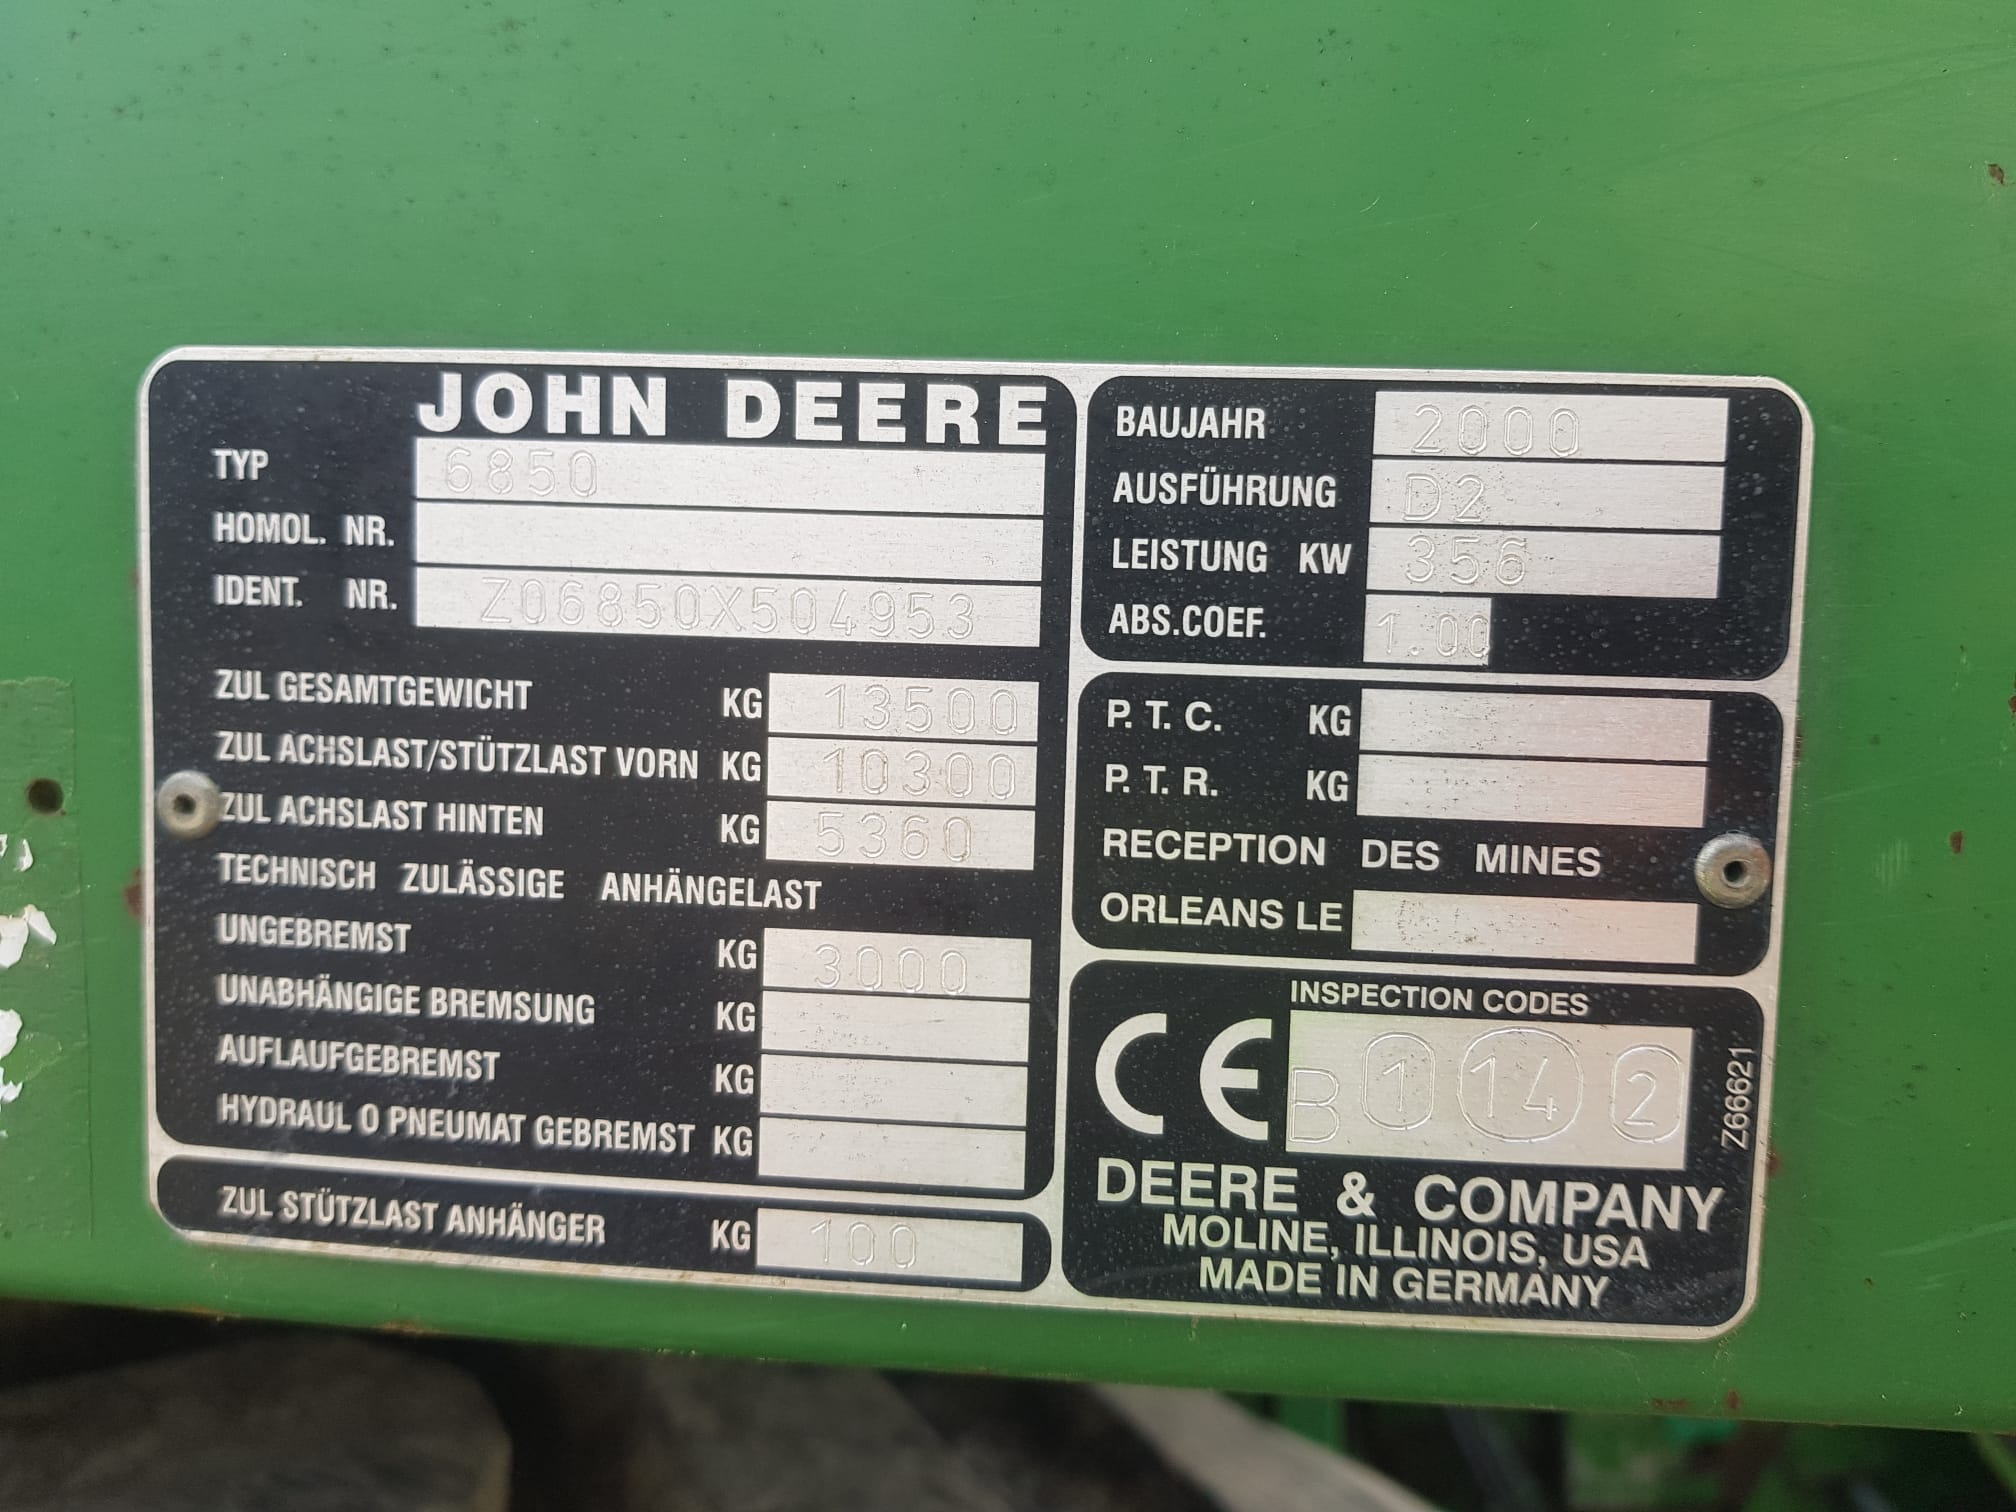 JOHN DEERE
TYP 6850
HOMOL. NR.
IDENT. NR. Z06850X504953
ZUL GESAMTGEWICHT KG 13500
ZUL ACHSLAST/STÜTZLAST VORN KG 10300
ZUL ACHSLAST HINTEN KG 5360
TECHNISCH ZULÄSSIGE ANHÄNGELAST
UNGEBREMST KG 3000
UNABHÄNGIGE BREMSUNG KG
AUFLAUFGEBREMST KG
HYDRAUL O PNEUMAT GEBREMST KG
ZUL STÜTZLAST ANHÄNGER KG 100
BAUJAHR 2000
AUSFÜHRUNG D2
LEISTUNG KW 356
ABS.COEF. 1.00
P. T. C. KG
P. T. R. KG
RECEPTION DES MINES
ORLEANS LE
INSPECTION CODES
CE B 1 14 2
Z66621
DEERE & COMPANY
MOLINE, ILLINOIS, USA
MADE IN GERMANY